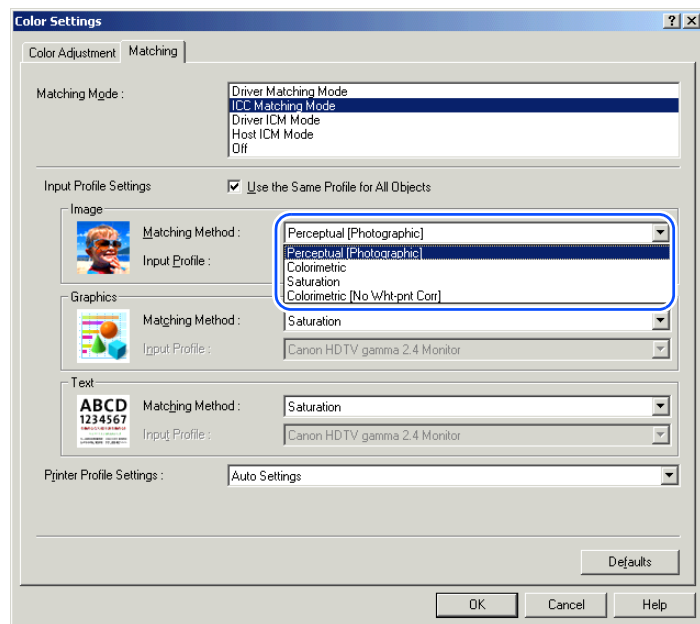 Color Settings
Color Adjustment Matching
Matching Mode :
Driver Matching Mode
ICC Matching Mode
Driver ICM Mode
Host ICM Mode
Off
Input Profile Settings
Use the Same Profile for All Objects
Image
Matching Method : Perceptual [Photographic]
Input Profile :
Perceptual [Photographic]
Colorimetric
Saturation
Colorimetric [No Wht-pnt Corr]
Graphics
Matching Method : Saturation
Input Profile : Canon HDTV gamma 2.4 Monitor
Text
ABCD
1234567
Matching Method : Saturation
Input Profile : Canon HDTV gamma 2.4 Monitor
Printer Profile Settings : Auto Settings
Defaults
OK Cancel Help